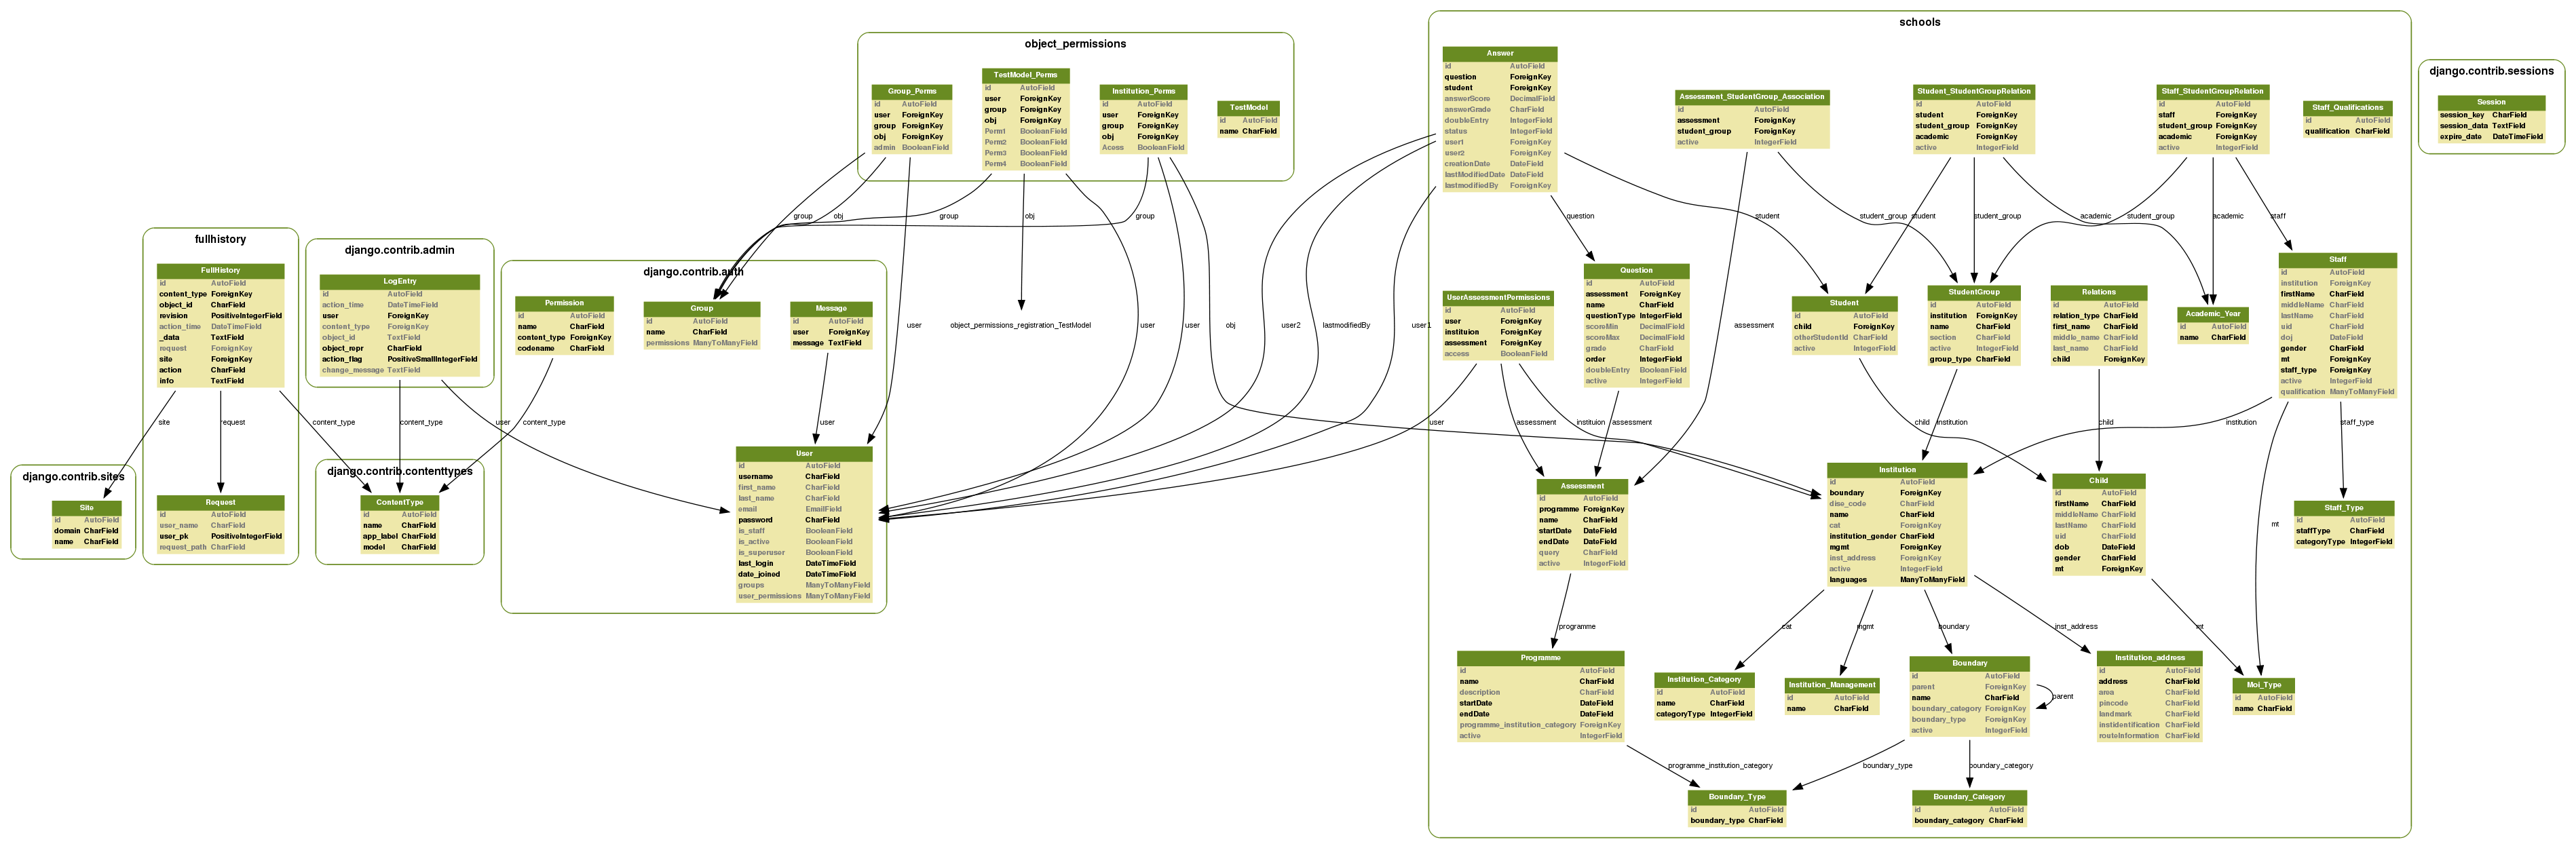 object_permissions
Group_Perms
id AutoField
user ForeignKey
group ForeignKey
obj ForeignKey
admin BooleanField
TestModel_Perms
id AutoField
user ForeignKey
group ForeignKey
obj ForeignKey
Perm1 BooleanField
Perm2 BooleanField
Perm3 BooleanField
Perm4 BooleanField
Institution_Perms
id AutoField
user ForeignKey
group ForeignKey
obj ForeignKey
Acess BooleanField
TestModel
id AutoField
name CharField
schools
Answer
id AutoField
question ForeignKey
student ForeignKey
answerScore DecimalField
answerGrade CharField
doubleEntry IntegerField
status IntegerField
user1 ForeignKey
user2 ForeignKey
creationDate DateField
lastModifiedDate DateField
lastmodifiedBy ForeignKey
Assessment_StudentGroup_Association
id AutoField
assessment ForeignKey
student_group ForeignKey
active IntegerField
Student_StudentGroupRelation
id AutoField
student ForeignKey
student_group ForeignKey
academic ForeignKey
active IntegerField
Staff_StudentGroupRelation
id AutoField
staff ForeignKey
student_group ForeignKey
academic ForeignKey
active IntegerField
Staff_Qualifications
id AutoField
qualification CharField
django.contrib.sessions
Session
session_key CharField
session_data TextField
expire_date DateTimeField
group
obj
group
obj
group
question
student
student_group
student
student_group
academic
student_group
academic
staff
fullhistory
FullHistory
id AutoField
content_type ForeignKey
object_id CharField
revision PositiveIntegerField
action_time DateTimeField
_data TextField
request ForeignKey
site ForeignKey
action CharField
info TextField
django.contrib.admin
LogEntry
id AutoField
action_time DateTimeField
user ForeignKey
content_type ForeignKey
object_id TextField
object_repr CharField
action_flag PositiveSmallIntegerField
change_message TextField
django.contrib.auth
Permission
id AutoField
name CharField
content_type ForeignKey
codename CharField
Group
id AutoField
name CharField
permissions ManyToManyField
Message
id AutoField
user ForeignKey
message TextField
user
object_permissions_registration_TestModel
user
user
obj
user2
lastmodifiedBy
user1
UserAssessmentPermissions
id AutoField
user ForeignKey
instituion ForeignKey
assessment ForeignKey
access BooleanField
Question
id AutoField
assessment ForeignKey
name CharField
questionType IntegerField
scoreMin DecimalField
scoreMax DecimalField
grade CharField
order IntegerField
doubleEntry BooleanField
active IntegerField
assessment
Student
id AutoField
child ForeignKey
otherStudentId CharField
active IntegerField
StudentGroup
id AutoField
institution ForeignKey
name CharField
section CharField
active IntegerField
group_type CharField
Relations
id AutoField
relation_type CharField
first_name CharField
middle_name CharField
last_name CharField
child ForeignKey
Academic_Year
id AutoField
name CharField
Staff
id AutoField
institution ForeignKey
firstName CharField
middleName CharField
lastName CharField
uid CharField
doj DateField
gender CharField
mt ForeignKey
staff_type ForeignKey
active IntegerField
qualification ManyToManyField
site
request
content_type
content_type
user
content_type
user
user
assessment
instituion
assessment
child
institution
child
institution
staff_type
django.contrib.sites
Site
id AutoField
domain CharField
name CharField
Request
id AutoField
user_name CharField
user_pk PositiveIntegerField
request_path CharField
django.contrib.contenttypes
ContentType
id AutoField
name CharField
app_label CharField
model CharField
User
id AutoField
username CharField
first_name CharField
last_name CharField
email EmailField
password CharField
is_staff BooleanField
is_active BooleanField
is_superuser BooleanField
last_login DateTimeField
date_joined DateTimeField
groups ManyToManyField
user_permissions ManyToManyField
Assessment
id AutoField
programme ForeignKey
name CharField
startDate DateField
endDate DateField
query CharField
active IntegerField
Institution
id AutoField
boundary ForeignKey
dise_code CharField
name CharField
cat ForeignKey
institution_gender CharField
mgmt ForeignKey
inst_address ForeignKey
active IntegerField
languages ManyToManyField
Child
id AutoField
firstName CharField
middleName CharField
lastName CharField
uid CharField
dob DateField
gender CharField
mt ForeignKey
mt
Staff_Type
id AutoField
staffType CharField
categoryType IntegerField
programme
cat
mgmt
boundary
inst_address
mt
Programme
id AutoField
name CharField
description CharField
startDate DateField
endDate DateField
programme_institution_category ForeignKey
active IntegerField
Institution_Category
id AutoField
name CharField
categoryType IntegerField
Institution_Management
id AutoField
name CharField
Boundary
id AutoField
parent ForeignKey
name CharField
boundary_category ForeignKey
boundary_type ForeignKey
active IntegerField
parent
Institution_address
id AutoField
address CharField
area CharField
pincode CharField
landmark CharField
instidentification CharField
routeInformation CharField
Moi_Type
id AutoField
name CharField
programme_institution_category
boundary_type
boundary_category
Boundary_Type
id AutoField
boundary_type CharField
Boundary_Category
id AutoField
boundary_category CharField